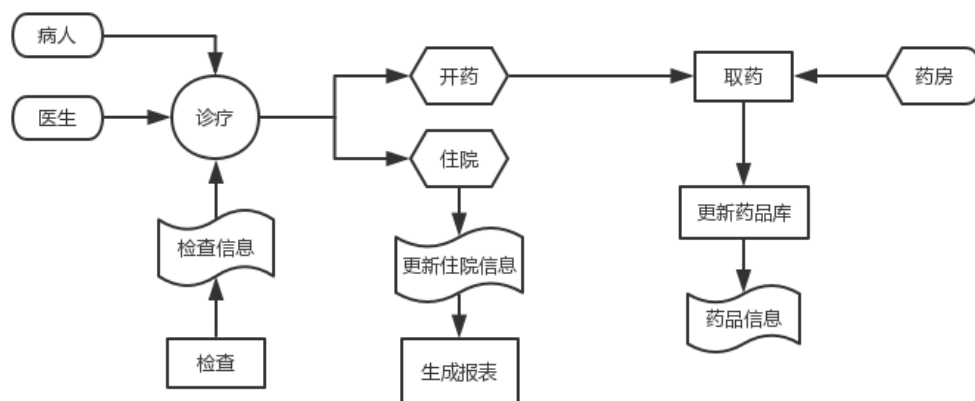 病人
开药
取药
药房
医生
诊疗
住院
更新药品库
检查信息
更新住院信息
药品信息
检查
生成报表